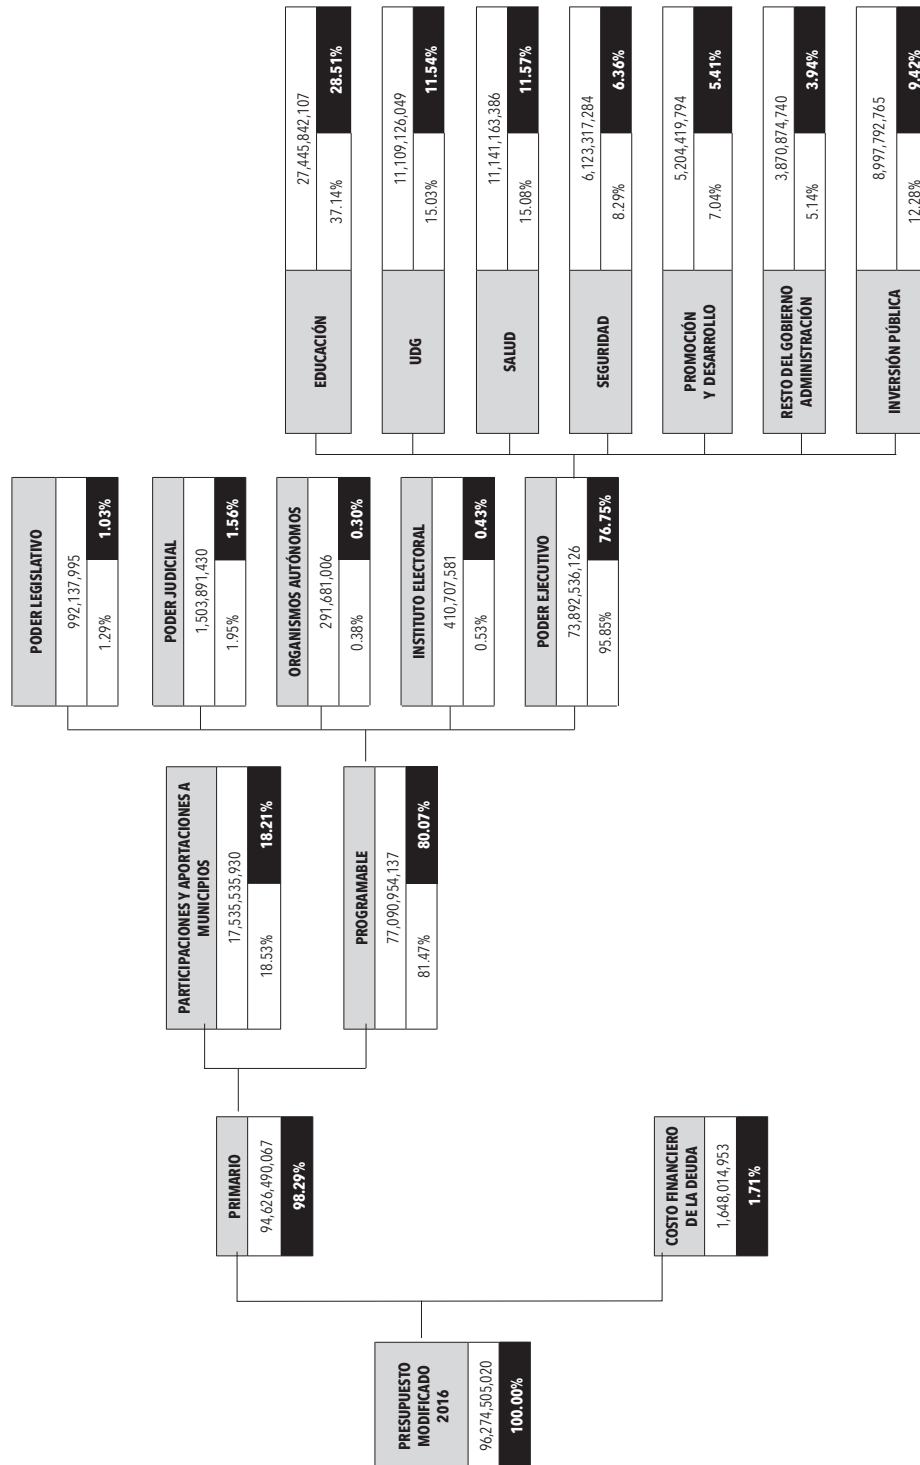 PRESUPUESTO
MODIFICADO
2016
96,274,505,020
100.00%
PRIMARIO
94,626,490,067
98.29%
COSTO FINANCIERO
DE LA DEUDA
1,648,014,953
1.71%
PARTICIPACIONES Y APORTACIONES A
MUNICIPIOS
17,535,535,930
18.53% 18.21%
PROGRAMABLE
77,090,954,137
81.47% 80.07%
PODER LEGISLATIVO
992,137,995
1.29% 1.03%
PODER JUDICIAL
1,503,891,430
1.95% 1.56%
ORGANISMOS AUTÓNOMOS
291,681,006
0.38% 0.30%
INSTITUTO ELECTORAL
410,707,581
0.53% 0.43%
PODER EJECUTIVO
73,892,536,126
95.85% 76.75%
EDUCACIÓN
27,445,842,107
37.14% 28.51%
UDG
11,109,126,049
15.03% 11.54%
SALUD
11,141,163,386
15.08% 11.57%
SEGURIDAD
6,123,317,284
8.29% 6.36%
PROMOCIÓN
Y DESARROLLO
5,204,419,794
7.04% 5.41%
RESTO DEL GOBIERNO
ADMINISTRACIÓN
3,870,874,740
5.14% 3.94%
INVERSIÓN PÚBLICA
8,997,792,765
12.28% 9.42%